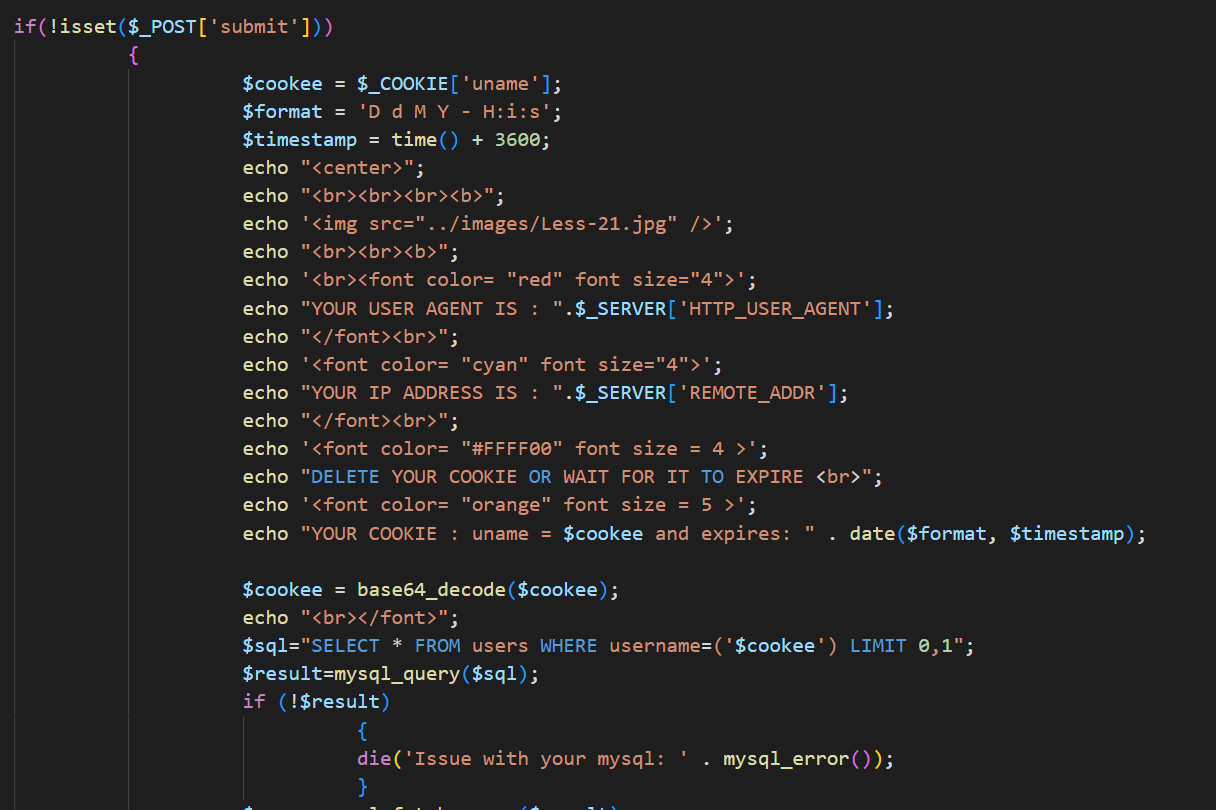 if(!isset($_POST['submit']))
{
$cookee = $_COOKIE['uname'];
$format = 'D d M Y - H:i:s';
$timestamp = time() + 3600;
echo "<center>";
echo "<br><br><br><b>";
echo '<img src="../images/Less-21.jpg" />';
echo "<br><br><b>";
echo '<br><font color= "red" font size="4">';
echo "YOUR USER AGENT IS : ".$_SERVER['HTTP_USER_AGENT'];
echo "</font><br>";
echo '<font color= "cyan" font size="4">';
echo "YOUR IP ADDRESS IS : ".$_SERVER['REMOTE_ADDR'];
echo "</font><br>";
echo '<font color= "#FFFF00" font size = 4 >';
echo "DELETE YOUR COOKIE OR WAIT FOR IT TO EXPIRE <br>";
echo '<font color= "orange" font size = 5 >';
echo "YOUR COOKIE : uname = $cookee and expires: " . date($format, $timestamp);
$cookee = base64_decode($cookee);
echo "<br></font>";
$sql="SELECT * FROM users WHERE username=('$cookee') LIMIT 0,1";
$result=mysql_query($sql);
if (!$result)
{
die('Issue with your mysql: ' . mysql_error());
}